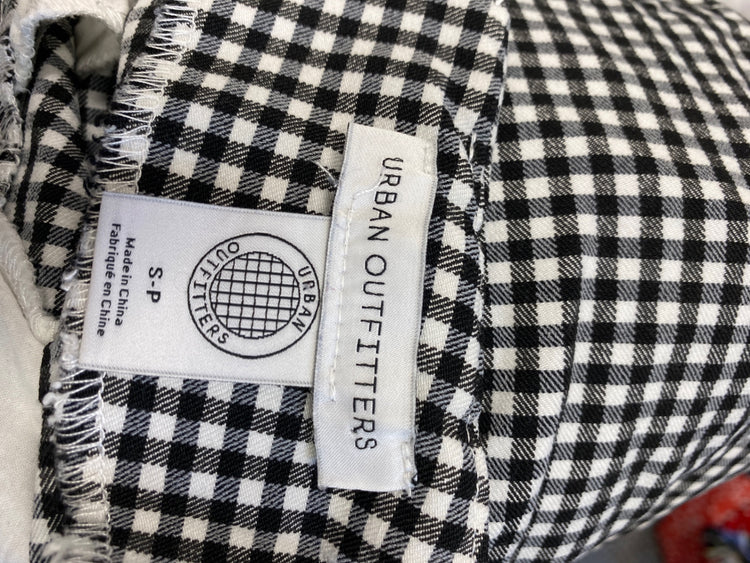 URBAN OUTFITTERS
URBAN
OUTFITTERS
S-P
Made in China
Fabriqué en Chine